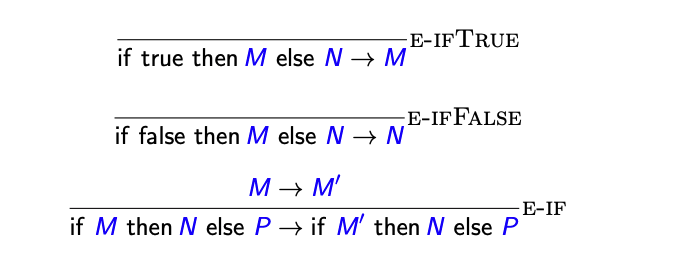 E-IFTRUE
if true then M else N → M
E-IFFALSE
if false then M else N → N
M → M′
E-IF
if M then N else P → if M′ then N else P